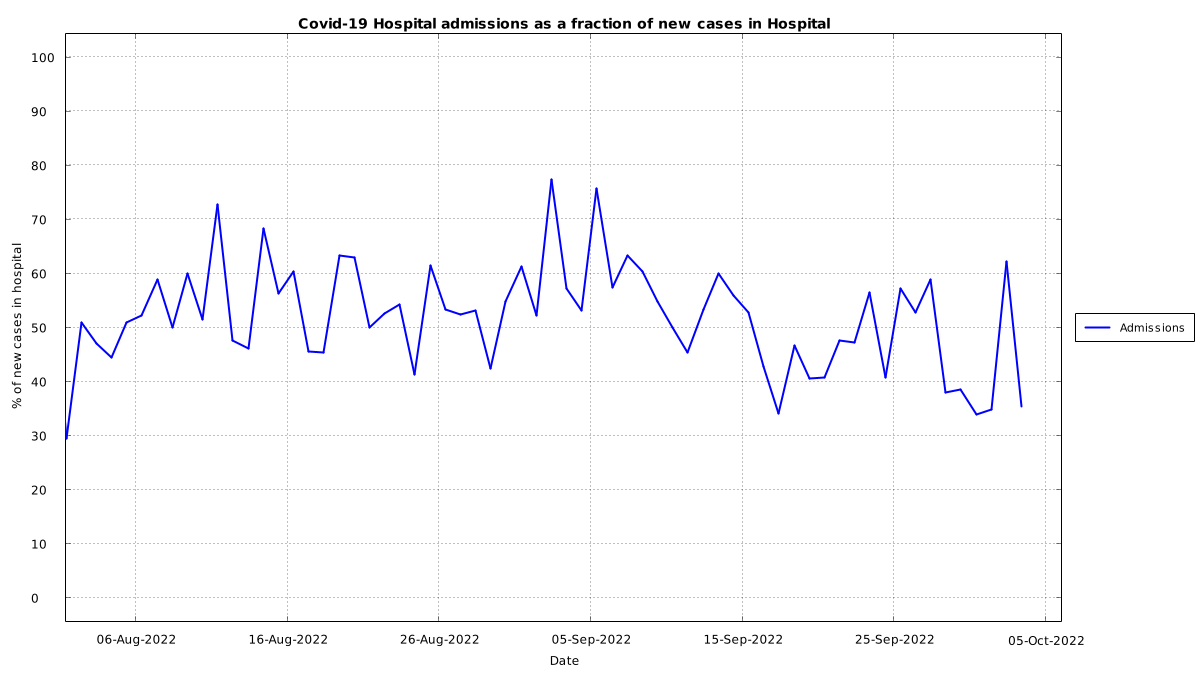 Covid-19 Hospital admissions as a fraction of new cases in Hospital
100
90
80
70
60
50
40
30
20
10
0
% of new cases in hospital
06-Aug-2022
16-Aug-2022
26-Aug-2022
05-Sep-2022
15-Sep-2022
25-Sep-2022
05-Oct-2022
Date
Admissions